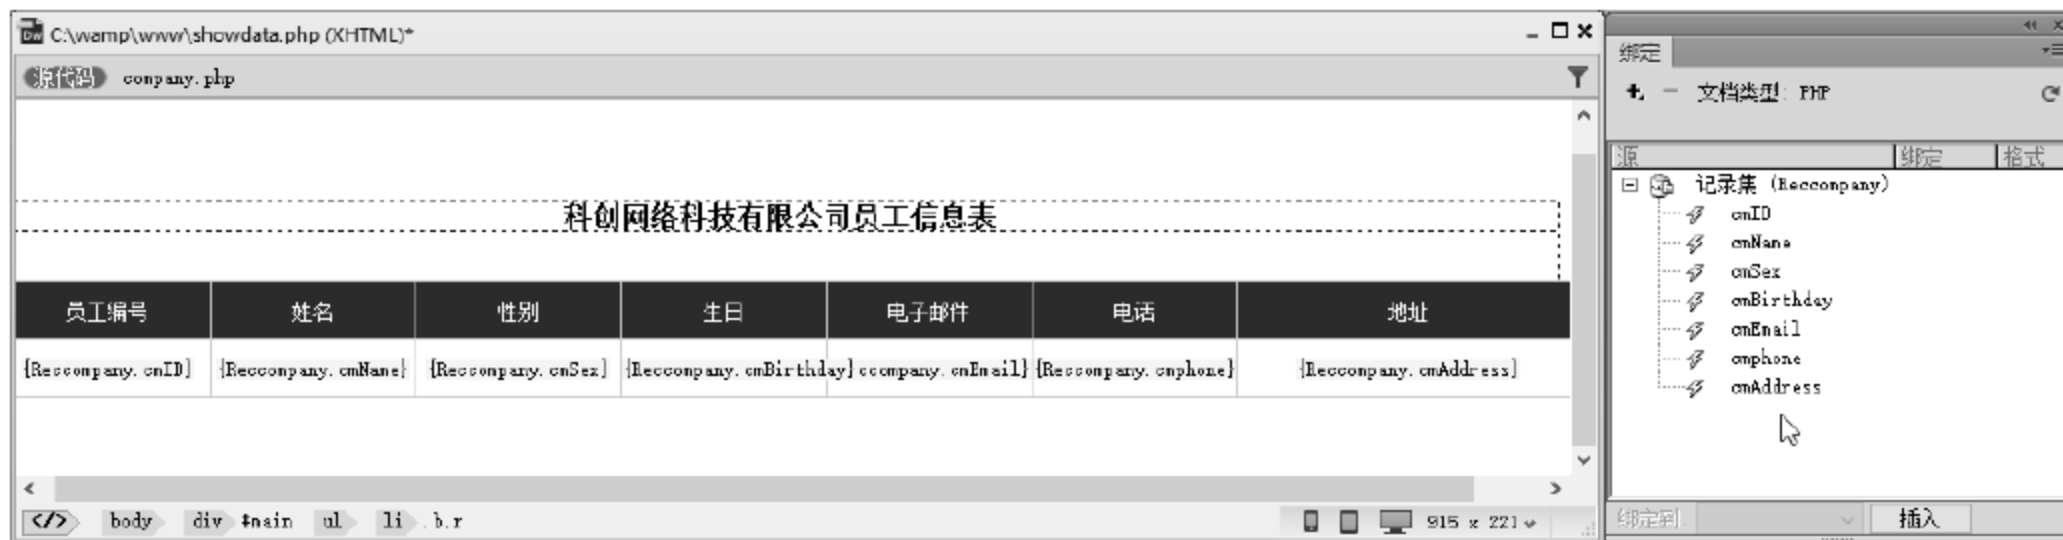 C:\wamp\www\showdata.php (XHTML)*
源代码 company.php
科创网络科技有限公司员工信息表
员工编号 姓名 性别 生日 电子邮件 电话 地址
{Reccompany.cmID} {Reccompany.cmName} {Reccompany.cmSex} {Reccompany.cmBirthday} ccompany.cmEmail} {Reccompany.cmphone} {Reccompany.cmAddress}
</> body div #main ul li .b.r 915 x 221
绑定
文档类型: PHP
源 绑定 格式
记录集 (Reccompany)
cmID
cmName
cmSex
cmBirthday
cmEmail
cmphone
cmAddress
绑定到: 插入